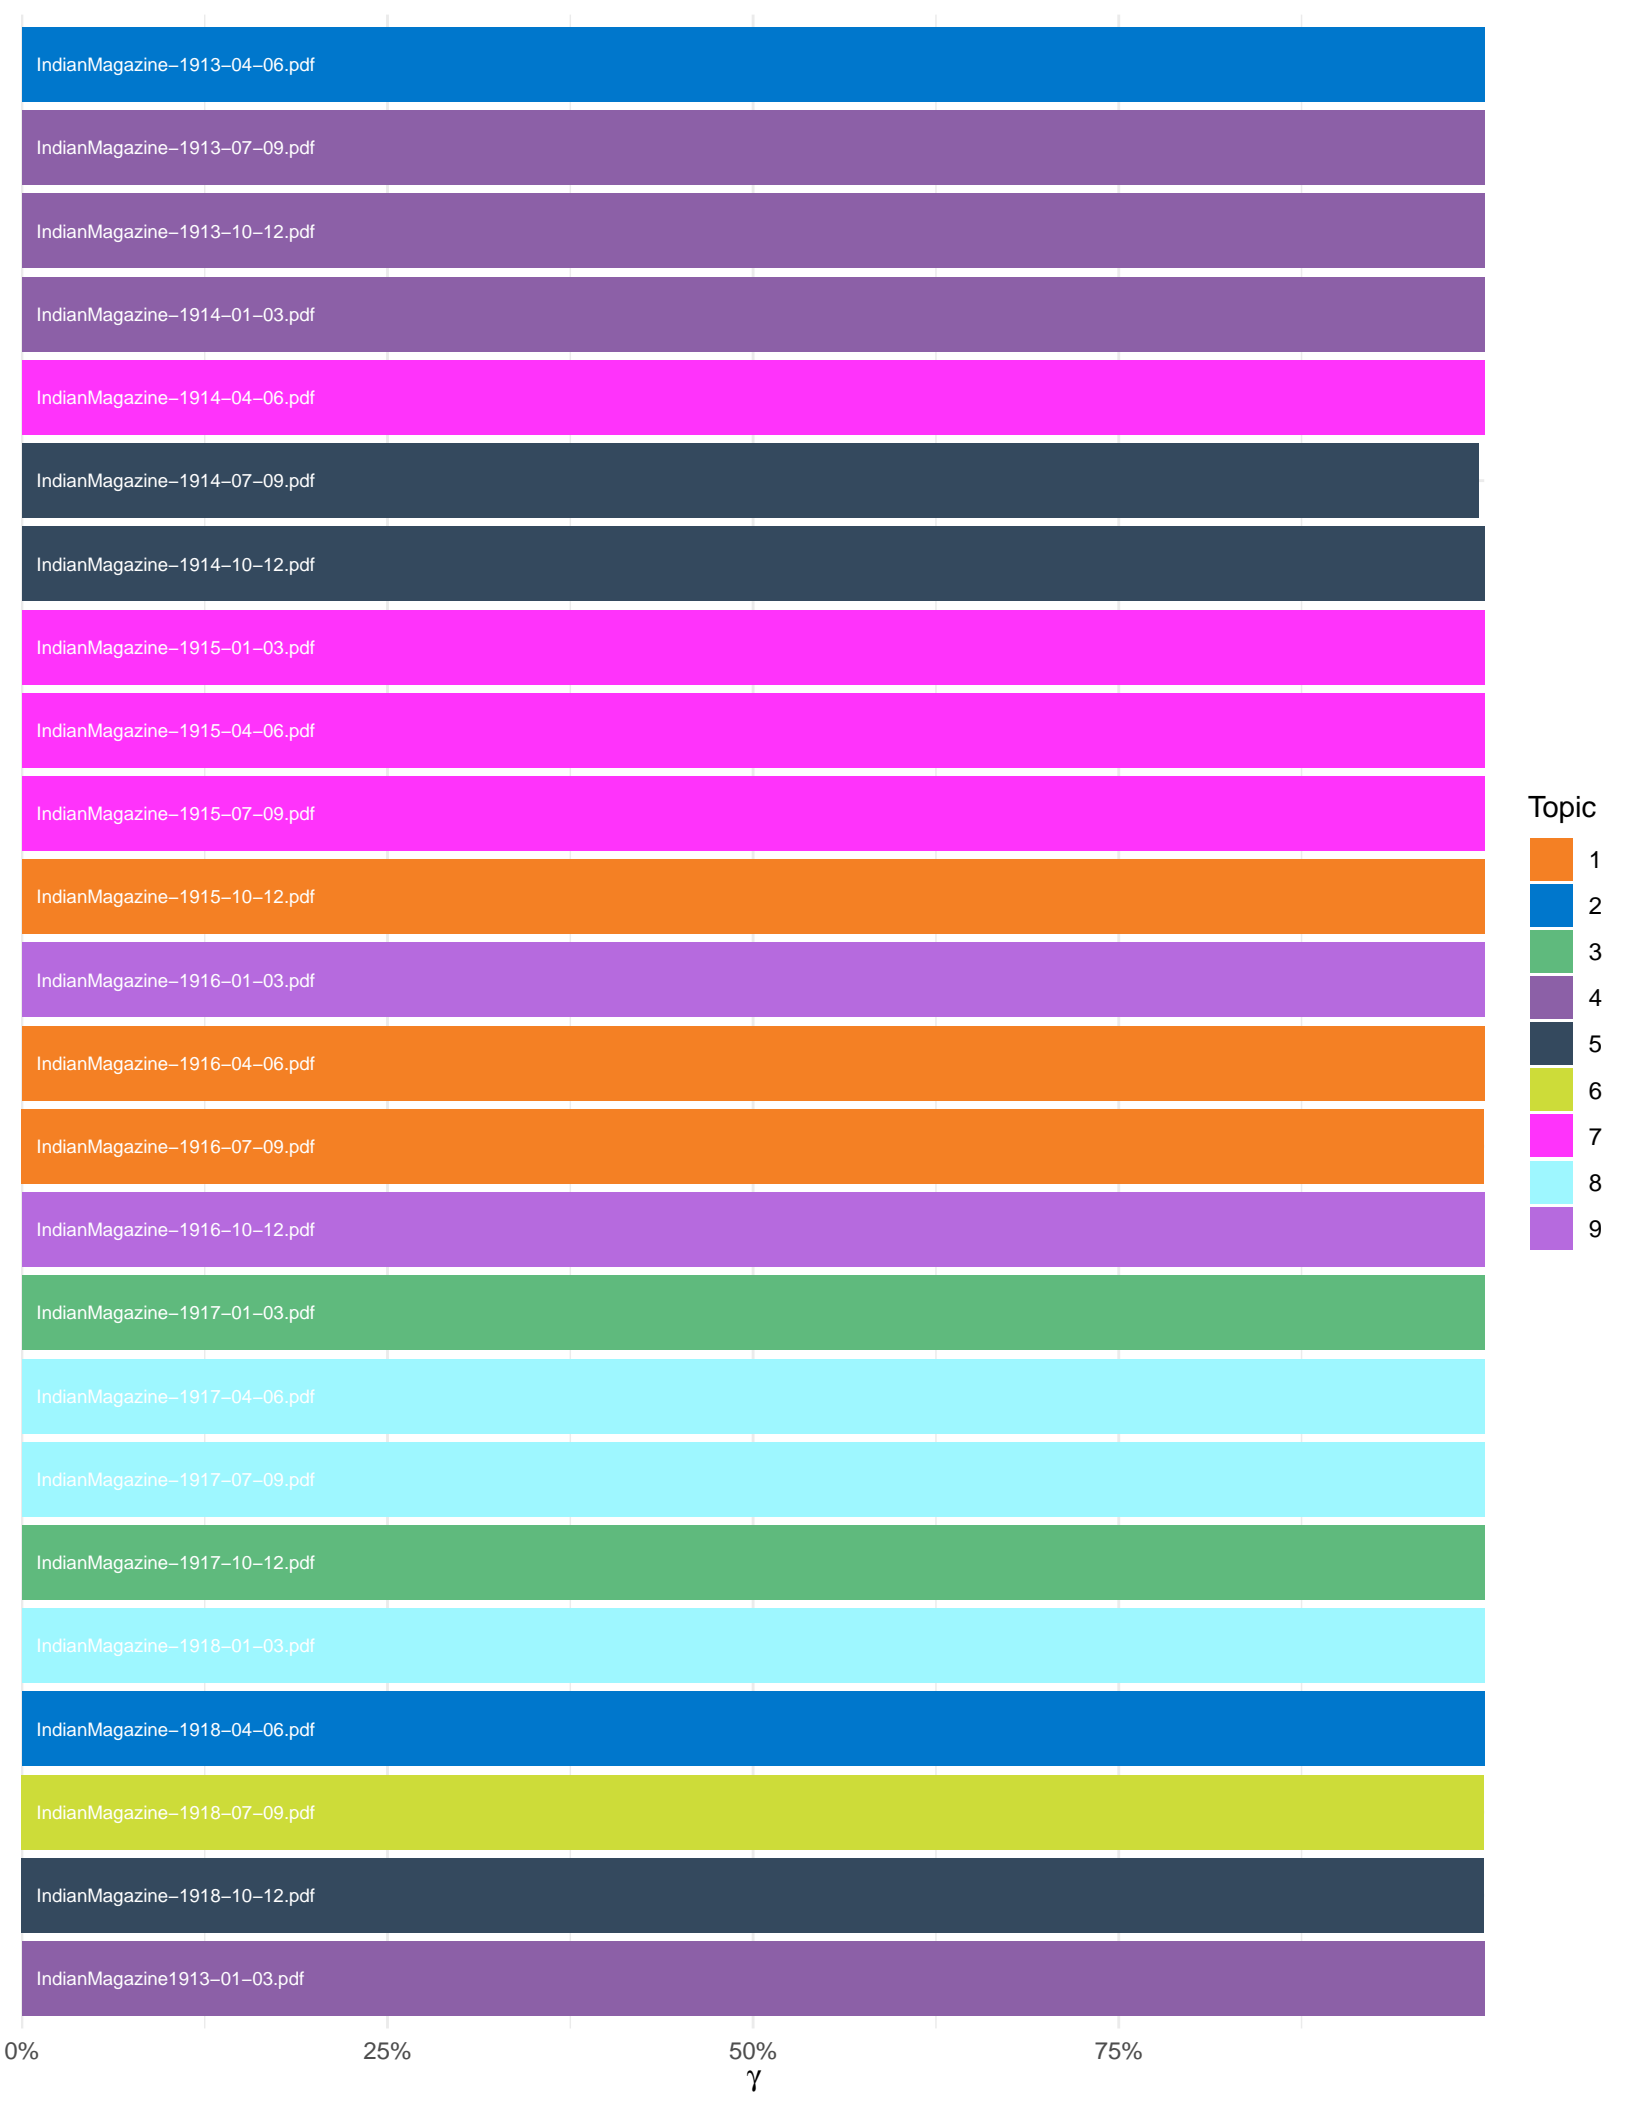 IndianMagazine−1913−04−06.pdf
IndianMagazine−1913−07−09.pdf
IndianMagazine−1913−10−12.pdf
IndianMagazine−1914−01−03.pdf
IndianMagazine−1914−04−06.pdf
IndianMagazine−1914−07−09.pdf
IndianMagazine−1914−10−12.pdf
IndianMagazine−1915−01−03.pdf
IndianMagazine−1915−04−06.pdf
IndianMagazine−1915−07−09.pdf
IndianMagazine−1915−10−12.pdf
IndianMagazine−1916−01−03.pdf
IndianMagazine−1916−04−06.pdf
IndianMagazine−1916−07−09.pdf
IndianMagazine−1916−10−12.pdf
IndianMagazine−1917−01−03.pdf
IndianMagazine−1917−04−06.pdf
IndianMagazine−1917−07−09.pdf
IndianMagazine−1917−10−12.pdf
IndianMagazine−1918−01−03.pdf
IndianMagazine−1918−04−06.pdf
IndianMagazine−1918−07−09.pdf
IndianMagazine−1918−10−12.pdf
IndianMagazine1913−01−03.pdf
0% 25% 50% 75%
γ
Topic
1
2
3
4
5
6
7
8
9